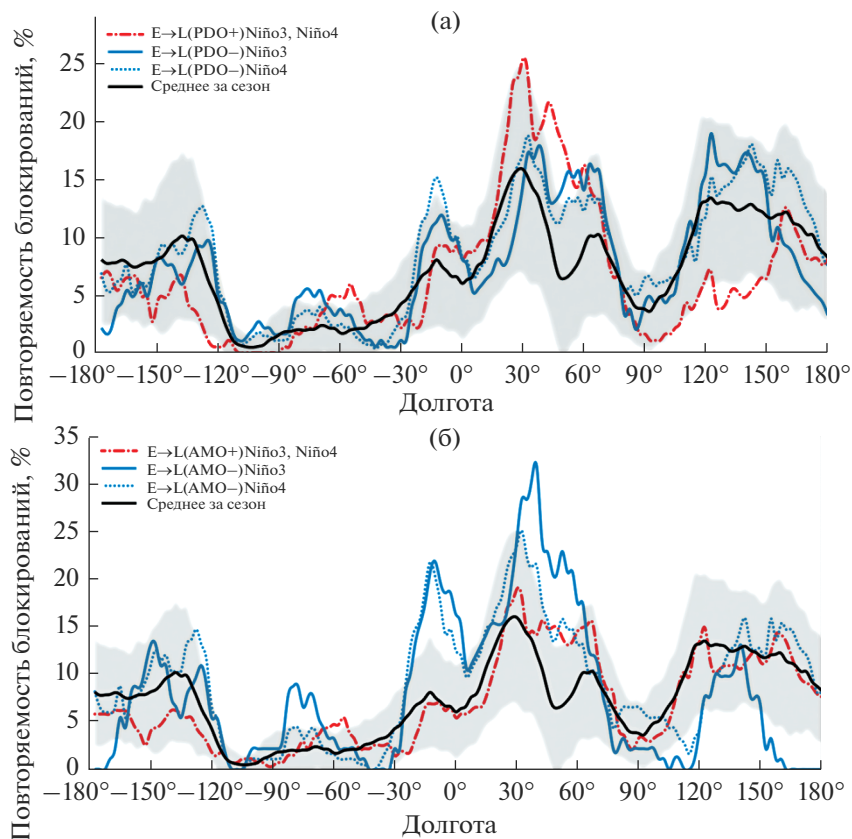 (а)
E→L(PDO+)Niño3, Niño4
E→L(PDO−)Niño3
E→L(PDO−)Niño4
Среднее за сезон
Повторяемость блокирований, %
25
20
15
10
5
0
−180° −150° −120° −90° −60° −30° 0° 30° 60° 90° 120° 150° 180°
Долгота
(б)
E→L(AMO+)Niño3, Niño4
E→L(AMO−)Niño3
E→L(AMO−)Niño4
Среднее за сезон
Повторяемость блокирований, %
35
30
25
20
15
10
5
0
−180° −150° −120° −90° −60° −30° 0° 30° 60° 90° 120° 150° 180°
Долгота